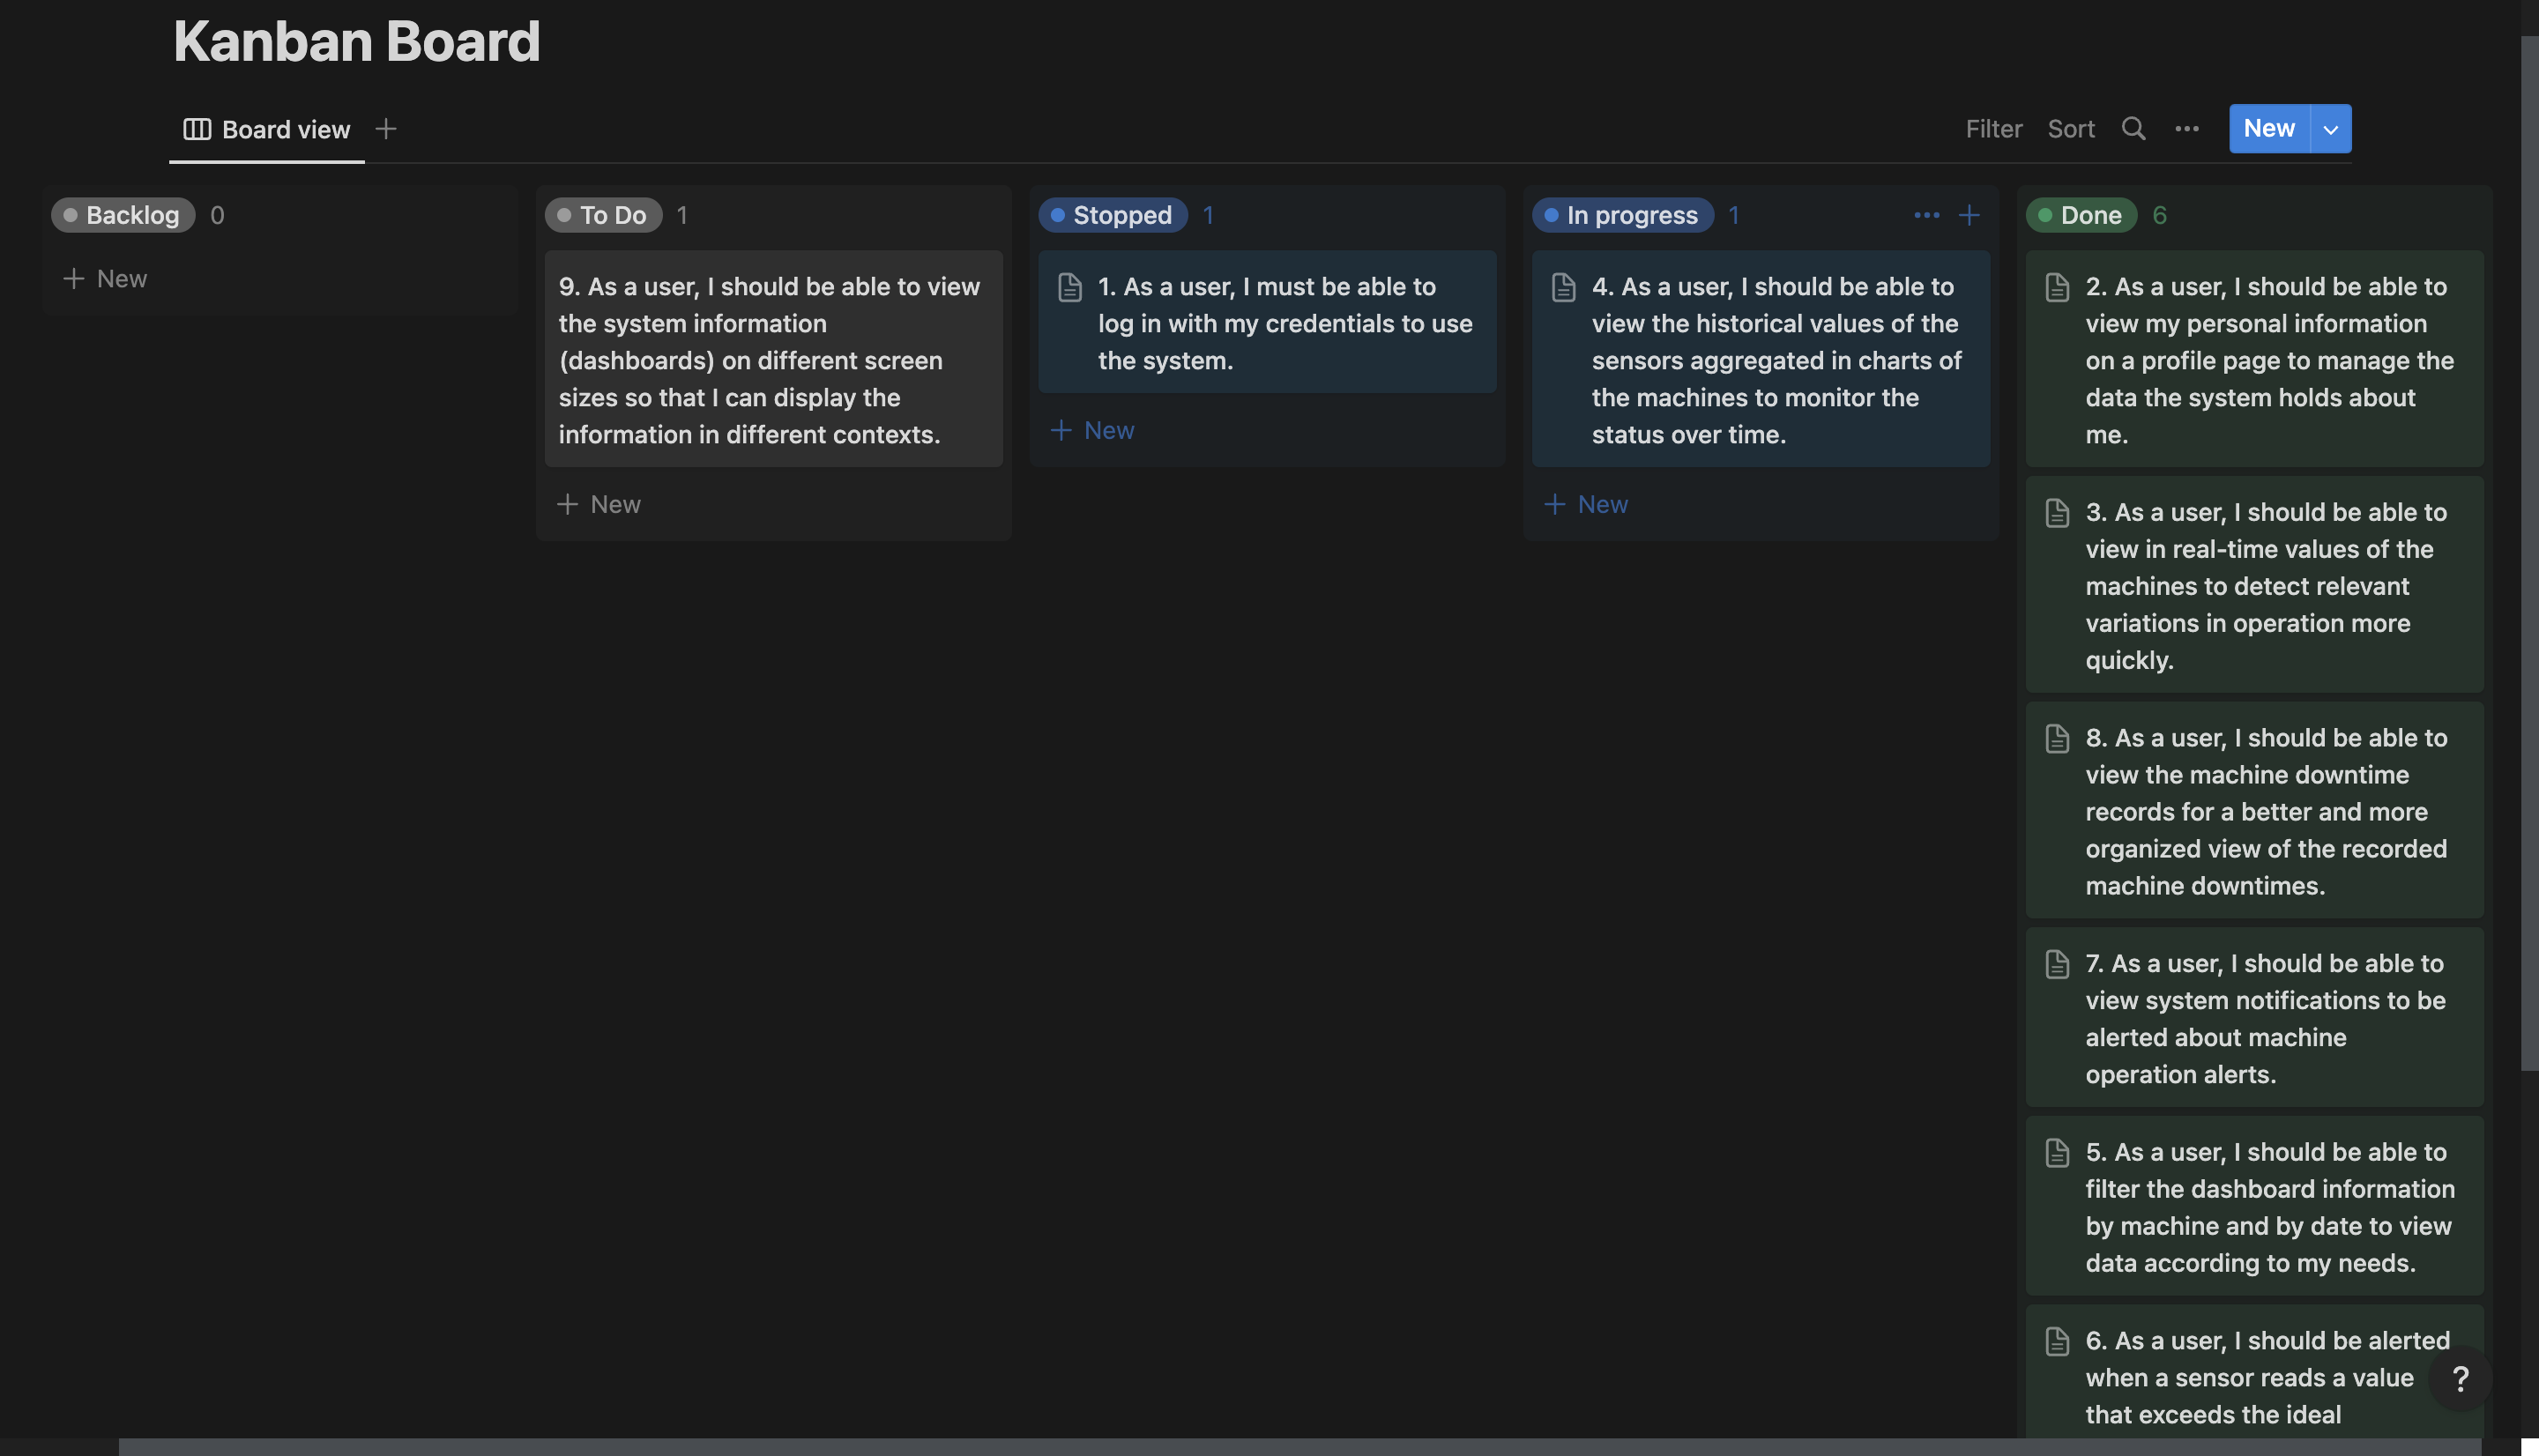 Kanban Board
Board view
Filter Sort New
Backlog 0
New
To Do 1
9. As a user, I should be able to view
the system information
(dashboards) on different screen
sizes so that I can display the
information in different contexts.
New
Stopped 1
1. As a user, I must be able to
log in with my credentials to use
the system.
New
In progress 1
4. As a user, I should be able to
view the historical values of the
sensors aggregated in charts of
the machines to monitor the
status over time.
New
Done 6
2. As a user, I should be able to
view my personal information
on a profile page to manage the
data the system holds about
me.
3. As a user, I should be able to
view in real-time values of the
machines to detect relevant
variations in operation more
quickly.
8. As a user, I should be able to
view the machine downtime
records for a better and more
organized view of the recorded
machine downtimes.
7. As a user, I should be able to
view system notifications to be
alerted about machine
operation alerts.
5. As a user, I should be able to
filter the dashboard information
by machine and by date to view
data according to my needs.
6. As a user, I should be alerted
when a sensor reads a value
that exceeds the ideal
?